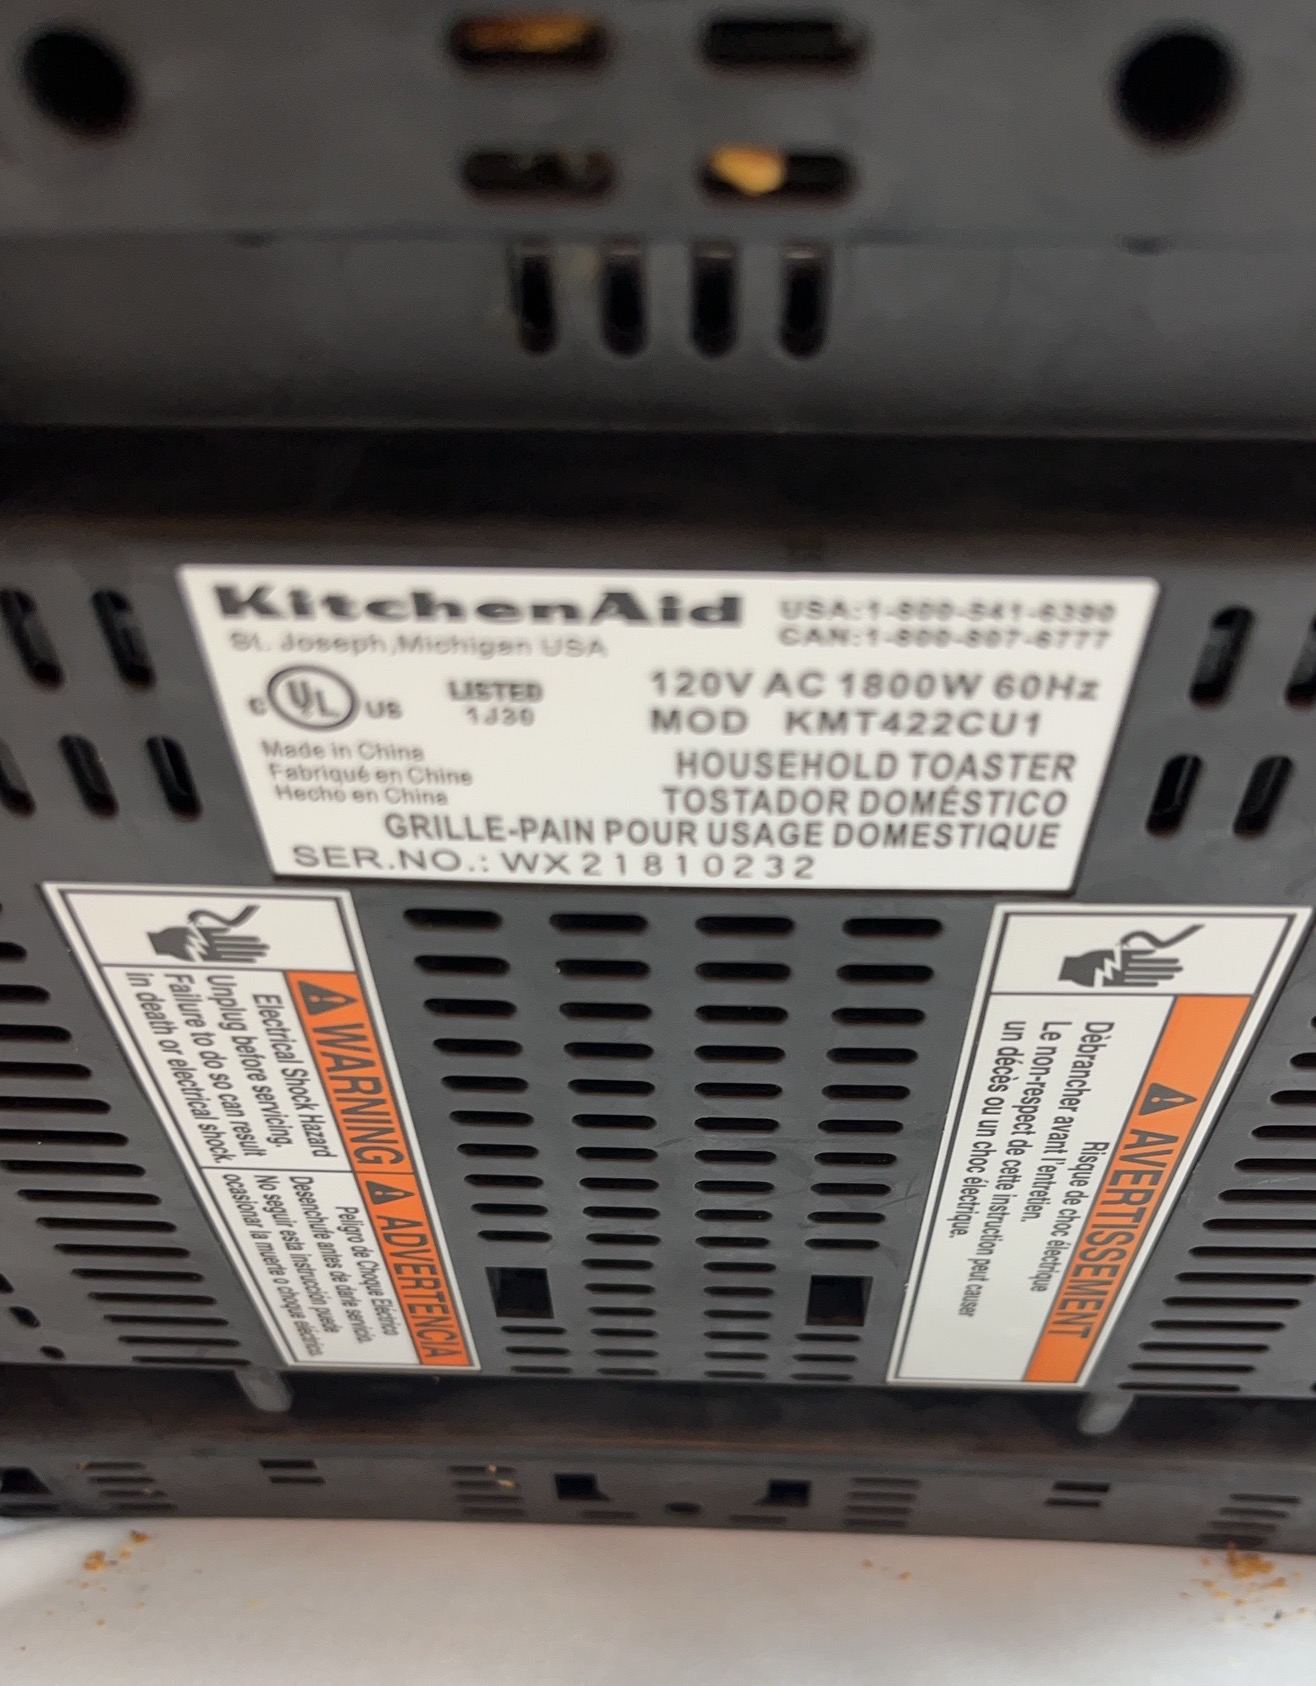 KitchenAid
St. Joseph, Michigan USA
USA:1-800-541-6390
CAN:1-800-807-6777
C UL US
LISTED
1J30
120V AC 1800W 60Hz
MOD KMT422CU1
Made in China
Fabriqué en Chine
Hecho en China
HOUSEHOLD TOASTER
TOSTADOR DOMÉSTICO
GRILLE-PAIN POUR USAGE DOMESTIQUE
SER.NO.: WX21810232
WARNING
Electrical Shock Hazard
Unplug before servicing.
Failure to do so can result
in death or electrical shock.
ADVERTENCIA
Peligro de Choque Eléctrico
Desenchufe antes de darle servicio.
No seguir esta instrucción puede
ocasionar la muerte o choque eléctrico.
AVERTISSEMENT
Risque de choc électrique
Débrancher avant l'entretien.
Le non-respect de cette instruction peut causer
un décès ou un choc électrique.